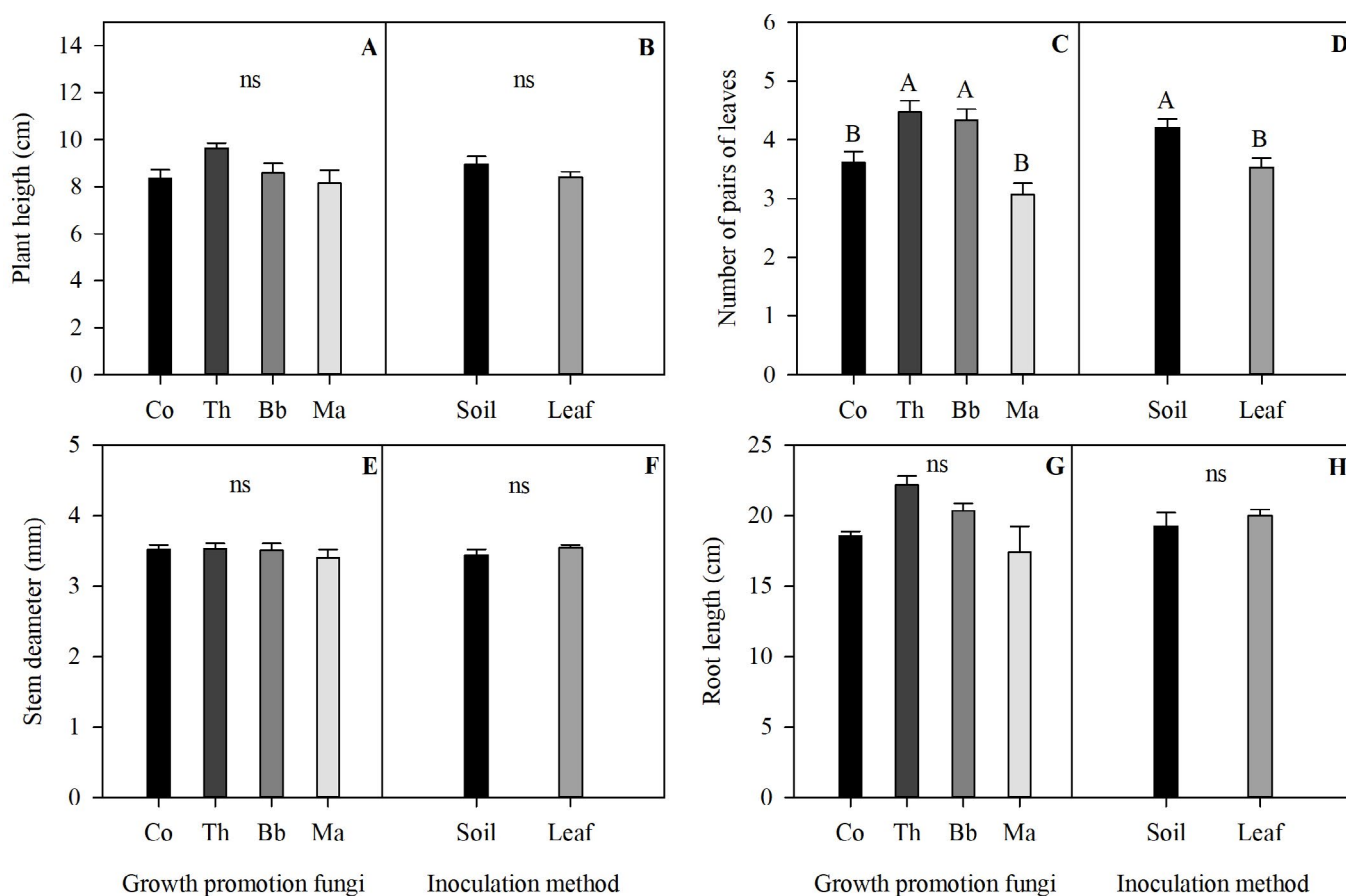 Plant heigth (cm)
14
12
10
8
6
4
2
0
A
ns
B
ns
Co Th Bb Ma Soil Leaf
Number of pairs of leaves
6
5
4
3
2
1
0
C
B A A B
D
A B
Co Th Bb Ma Soil Leaf
Stem deameter (mm)
5
4
3
2
1
0
E
ns
F
ns
Co Th Bb Ma Soil Leaf
Growth promotion fungi Inoculation method
Root length (cm)
25
20
15
10
5
0
G
ns
H
ns
Co Th Bb Ma Soil Leaf
Growth promotion fungi Inoculation method